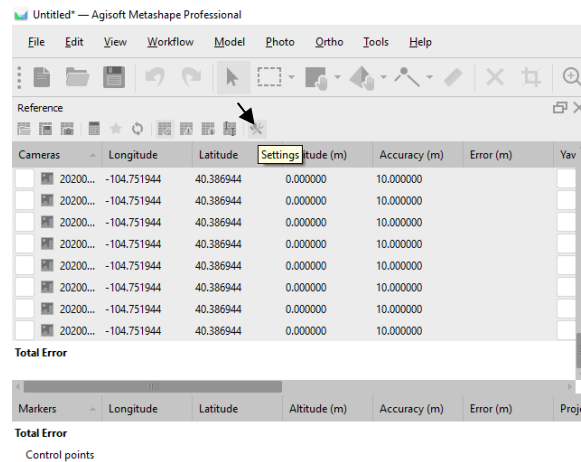 Untitled* — Agisoft Metashape Professional
File Edit View Workflow Model Photo Ortho Tools Help
Reference
Cameras Longitude Latitude Settings itude (m) Accuracy (m) Error (m) Yav
20200... -104.751944 40.386944 0.000000 10.000000
20200... -104.751944 40.386944 0.000000 10.000000
20200... -104.751944 40.386944 0.000000 10.000000
20200... -104.751944 40.386944 0.000000 10.000000
20200... -104.751944 40.386944 0.000000 10.000000
20200... -104.751944 40.386944 0.000000 10.000000
20200... -104.751944 40.386944 0.000000 10.000000
20200... -104.751944 40.386944 0.000000 10.000000
Total Error
Markers Longitude Latitude Altitude (m) Accuracy (m) Error (m) Proje
Total Error
Control points